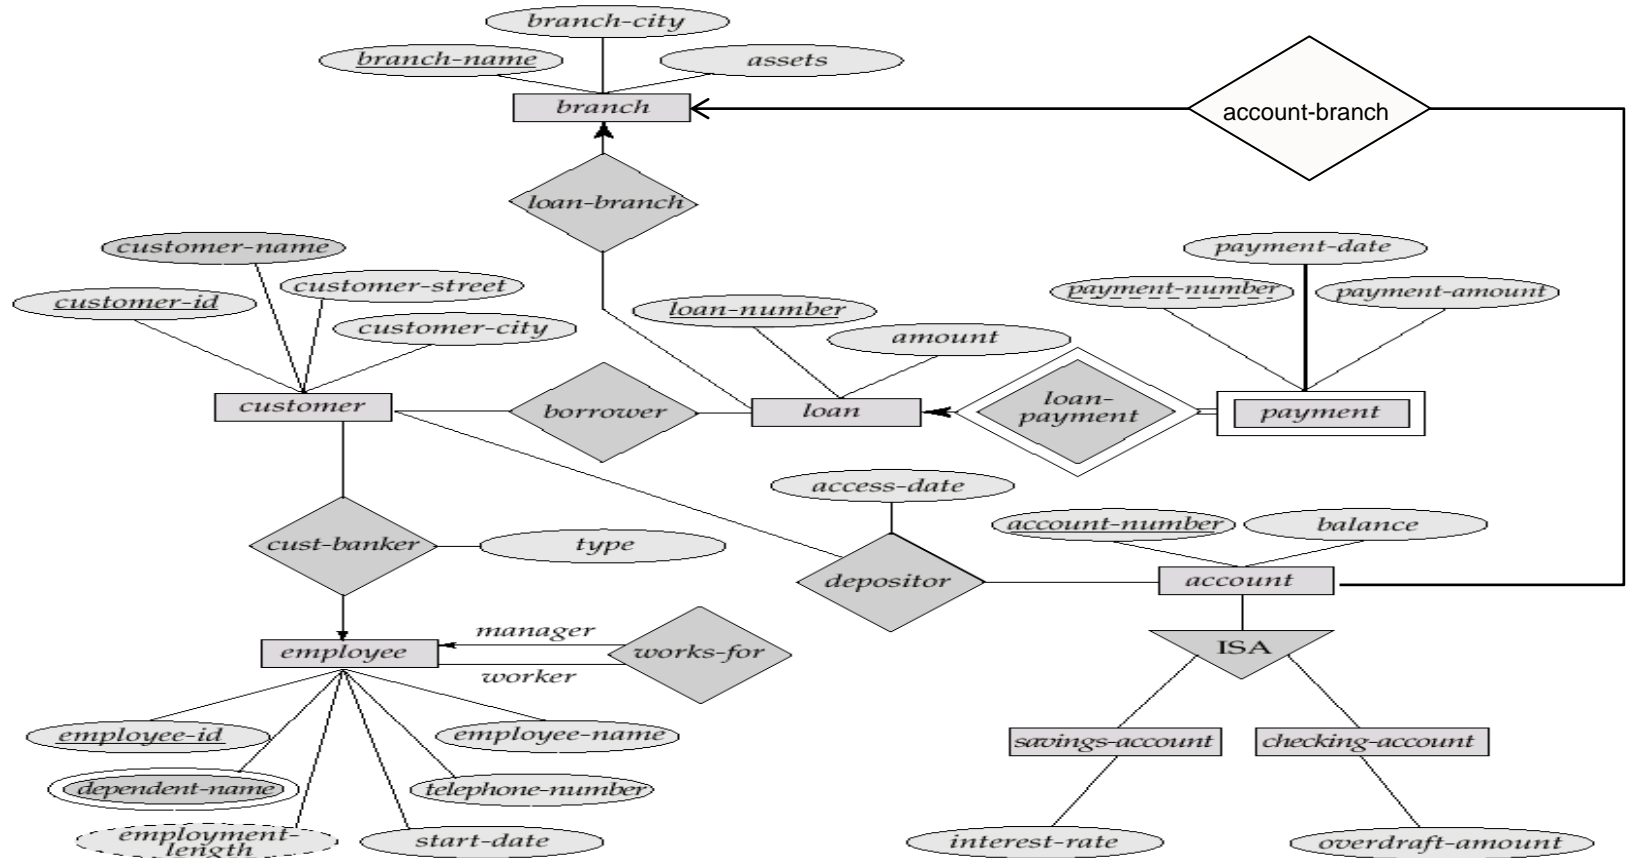 branch-city
branch-name
assets
branch
account-branch
loan-branch
customer-name
payment-date
customer-id
customer-street
payment-number
payment-amount
loan-number
customer-city
amount
customer
borrower
loan
loan-
payment
payment
access-date
account-number
balance
cust-banker
type
depositor
account
manager
employee
works-for
worker
ISA
employee-id
employee-name
savings-account
checking-account
dependent-name
telephone-number
employment-
length
start-date
interest-rate
overdraft-amount